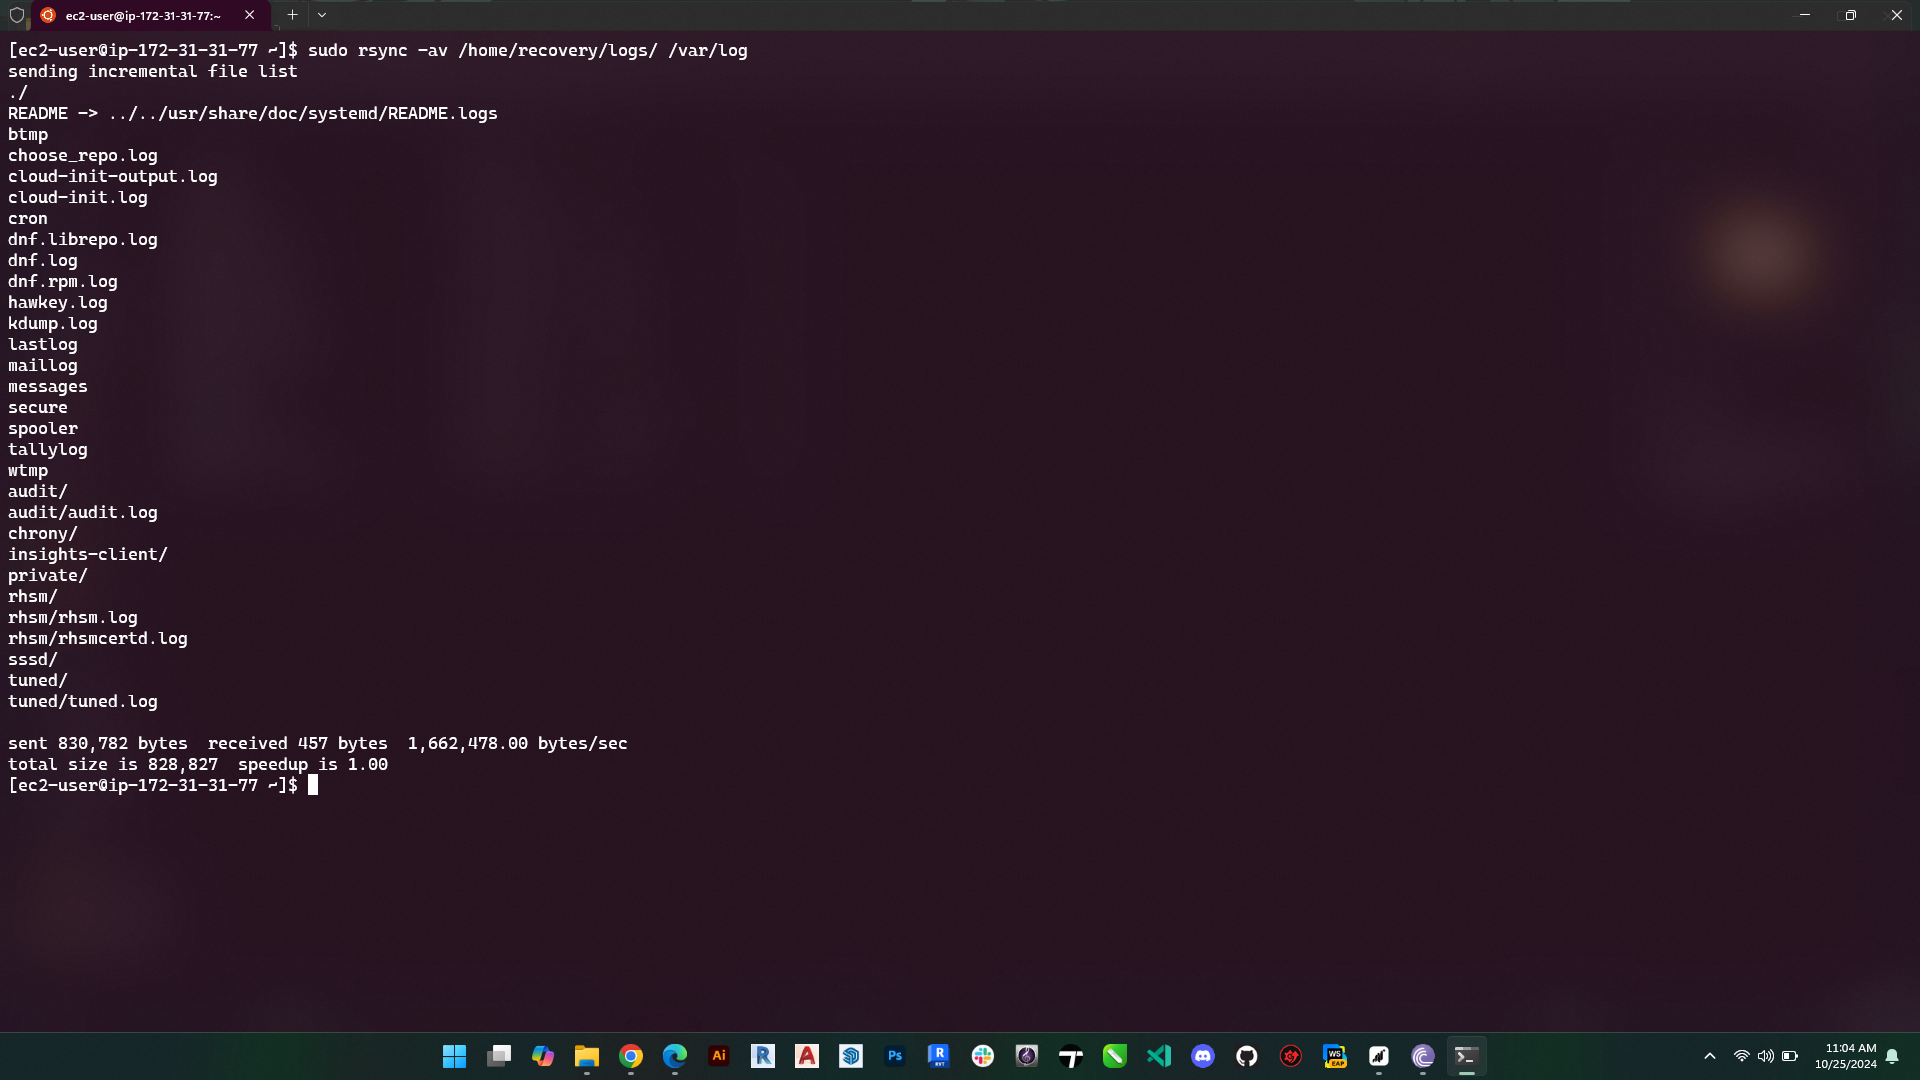 ec2-user@ip-172-31-31-77:~
[ec2-user@ip-172-31-31-77 ~]$ sudo rsync -av /home/recovery/logs/ /var/log
sending incremental file list
./
README -> ../../usr/share/doc/systemd/README.logs
btmp
choose_repo.log
cloud-init-output.log
cloud-init.log
cron
dnf.librepo.log
dnf.log
dnf.rpm.log
hawkey.log
kdump.log
lastlog
maillog
messages
secure
spooler
tallylog
wtmp
audit/
audit/audit.log
chrony/
insights-client/
private/
rhsm/
rhsm/rhsm.log
rhsm/rhsmcertd.log
sssd/
tuned/
tuned/tuned.log
sent 830,782 bytes  received 457 bytes  1,662,478.00 bytes/sec
total size is 828,827  speedup is 1.00
[ec2-user@ip-172-31-31-77 ~]$
Ai R A Ps R RVT WS EAP
11:04 AM
10/25/2024